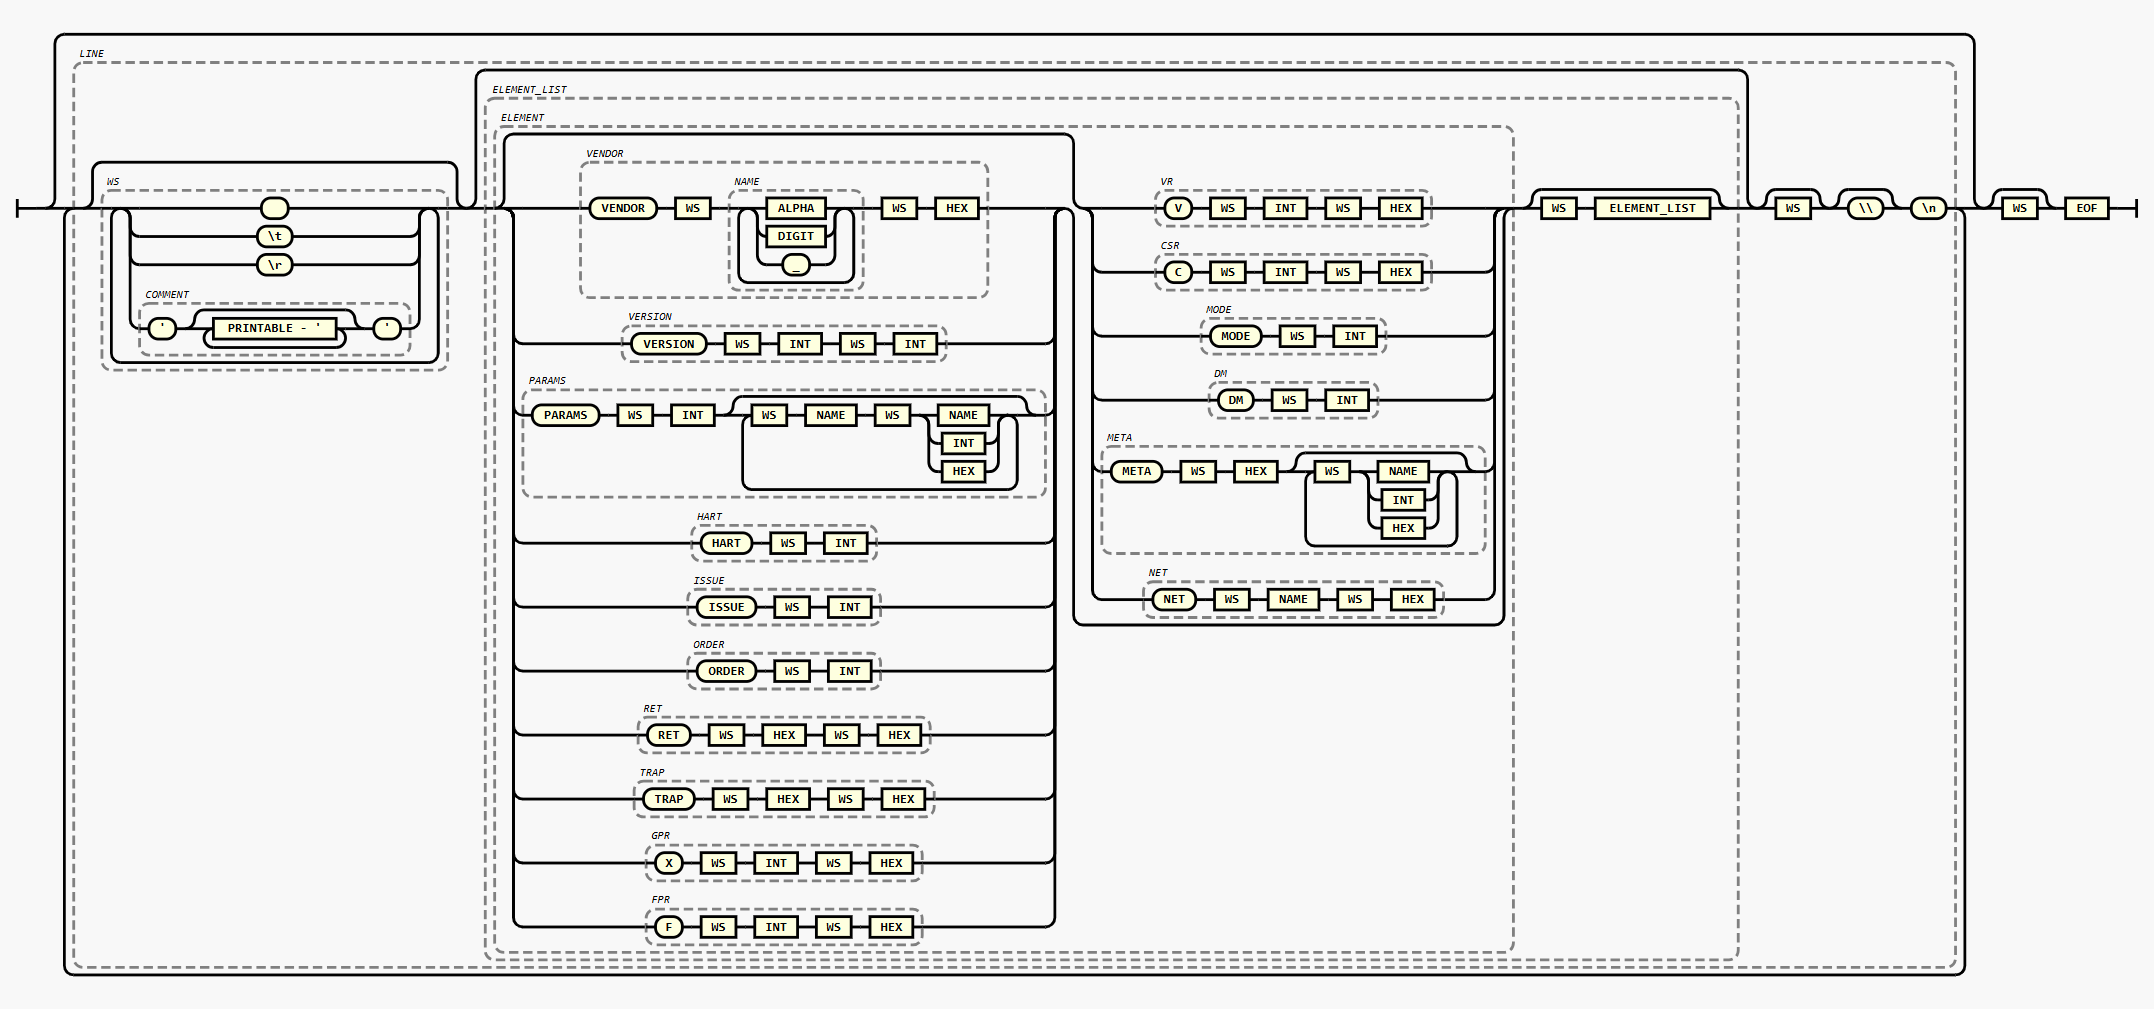 LINE
ELEMENT_LIST
ELEMENT
VENDOR
WS NAME VR
VENDOR WS ALPHA WS HEX V WS INT WS HEX WS ELEMENT_LIST WS \\ \n WS EOF
\t DIGIT
CSR
\r _ C WS INT WS HEX
COMMENT
VERSION MODE
' PRINTABLE - ' ' MODE WS INT
VERSION WS INT WS INT
DM
PARAMS
DM WS INT
PARAMS WS INT WS NAME WS NAME
META
INT
HEX META WS HEX WS NAME
INT
HART
HEX
HART WS INT
NET
ISSUE
NET WS NAME WS HEX
ISSUE WS INT
ORDER
ORDER WS INT
RET
RET WS HEX WS HEX
TRAP
TRAP WS HEX WS HEX
GPR
X WS INT WS HEX
FPR
F WS INT WS HEX